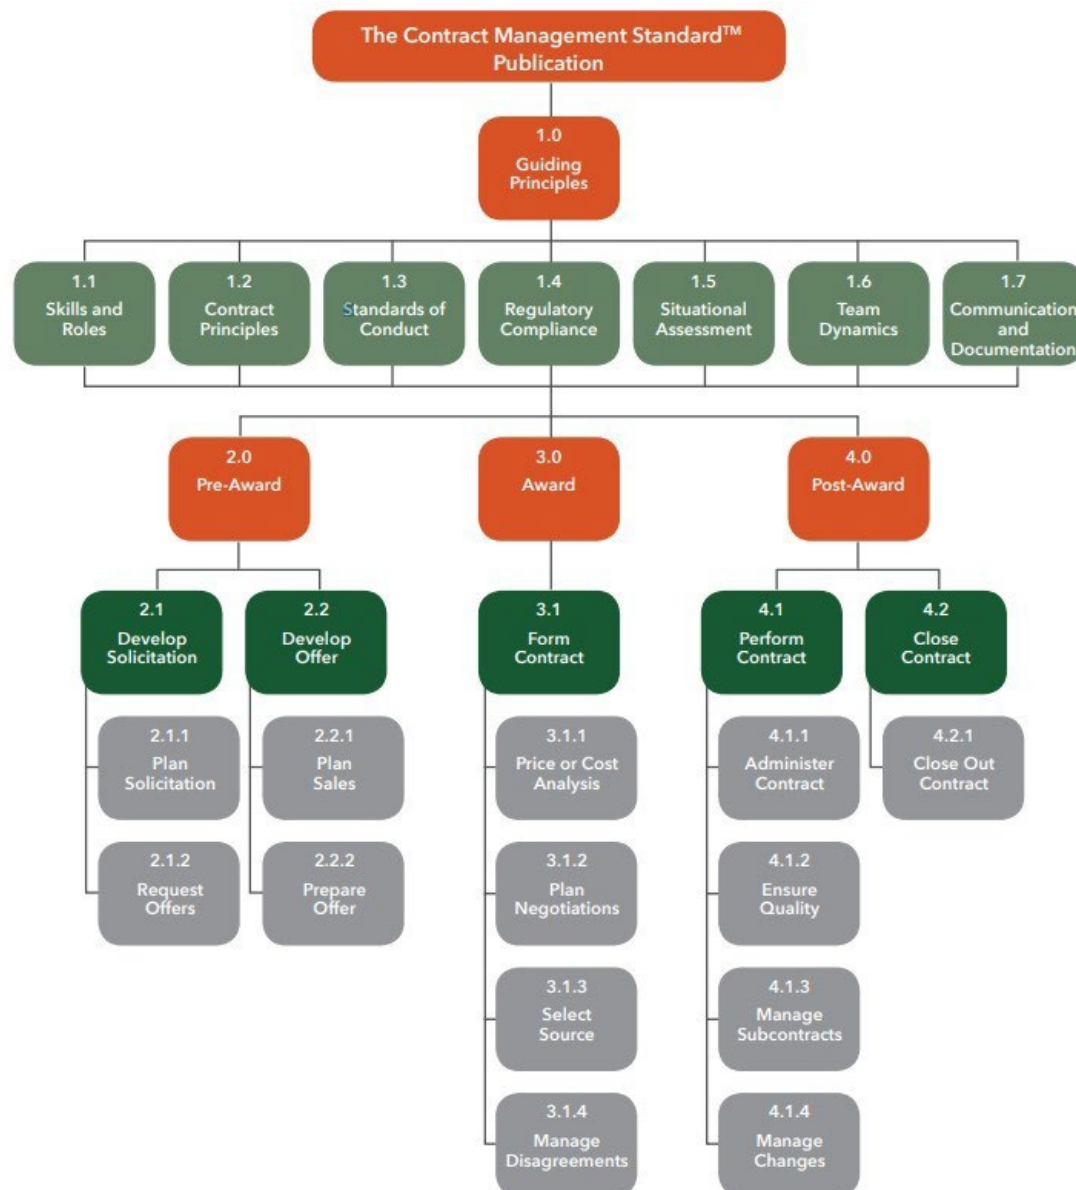 The Contract Management Standard™
Publication
1.0
Guiding
Principles
1.1
Skills and
Roles
1.2
Contract
Principles
1.3
Standards of
Conduct
1.4
Regulatory
Compliance
1.5
Situational
Assessment
1.6
Team
Dynamics
1.7
Communication
and
Documentation
2.0
Pre-Award
3.0
Award
4.0
Post-Award
2.1
Develop
Solicitation
2.2
Develop
Offer
3.1
Form
Contract
4.1
Perform
Contract
4.2
Close
Contract
2.1.1
Plan
Solicitation
2.2.1
Plan
Sales
3.1.1
Price or Cost
Analysis
4.1.1
Administer
Contract
4.2.1
Close Out
Contract
2.1.2
Request
Offers
2.2.2
Prepare
Offer
3.1.2
Plan
Negotiations
4.1.2
Ensure
Quality
3.1.3
Select
Source
4.1.3
Manage
Subcontracts
3.1.4
Manage
Disagreements
4.1.4
Manage
Changes